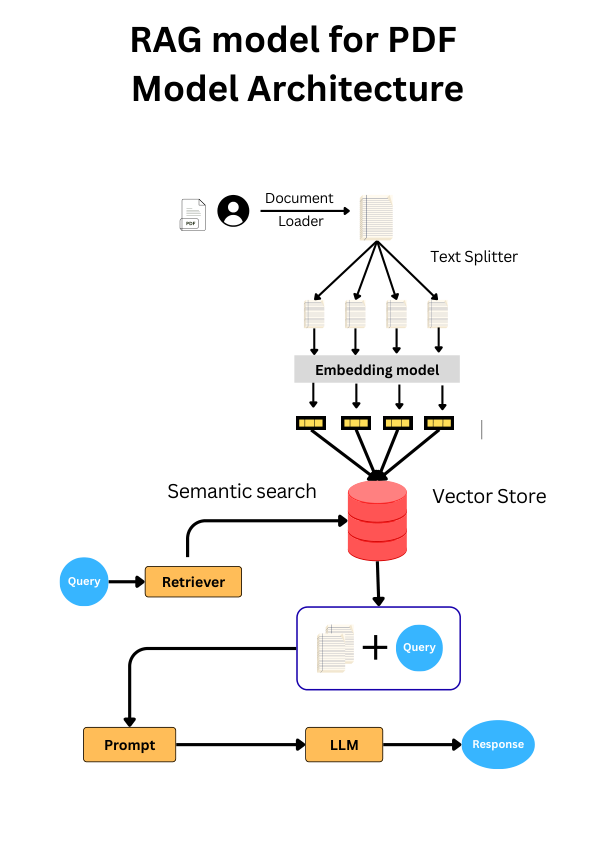 RAG model for PDF
Model Architecture
Document
Loader
PDF
Text Splitter
Embedding model
Semantic search
Vector Store
Query
Retriever
Query
Prompt
LLM
Response